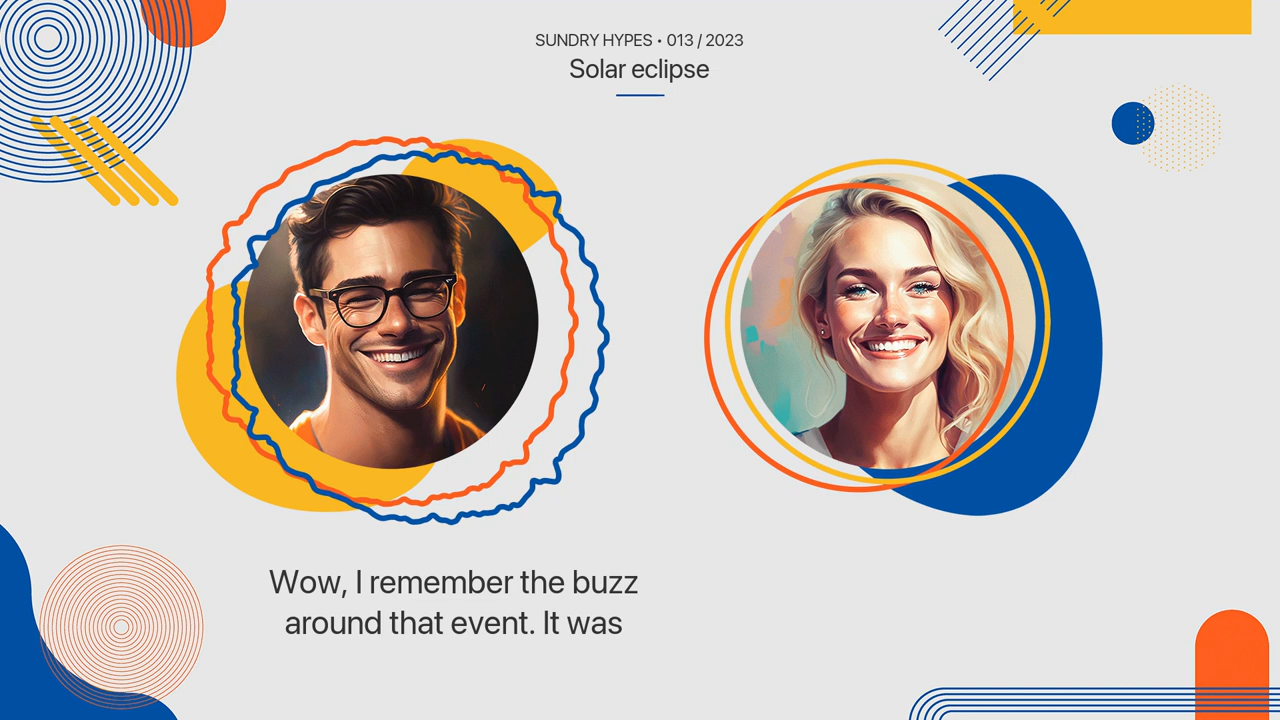 SUNDRY HYPES • 013 / 2023
Solar eclipse
Wow, I remember the buzz
around that event. It was